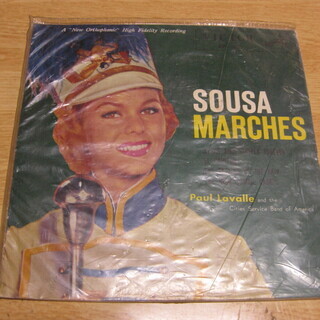 A "New Orthophonic" High Fidelity Recording
SOUSA
MARCHES
Paul Lavalle and the
Cities Service Band of America